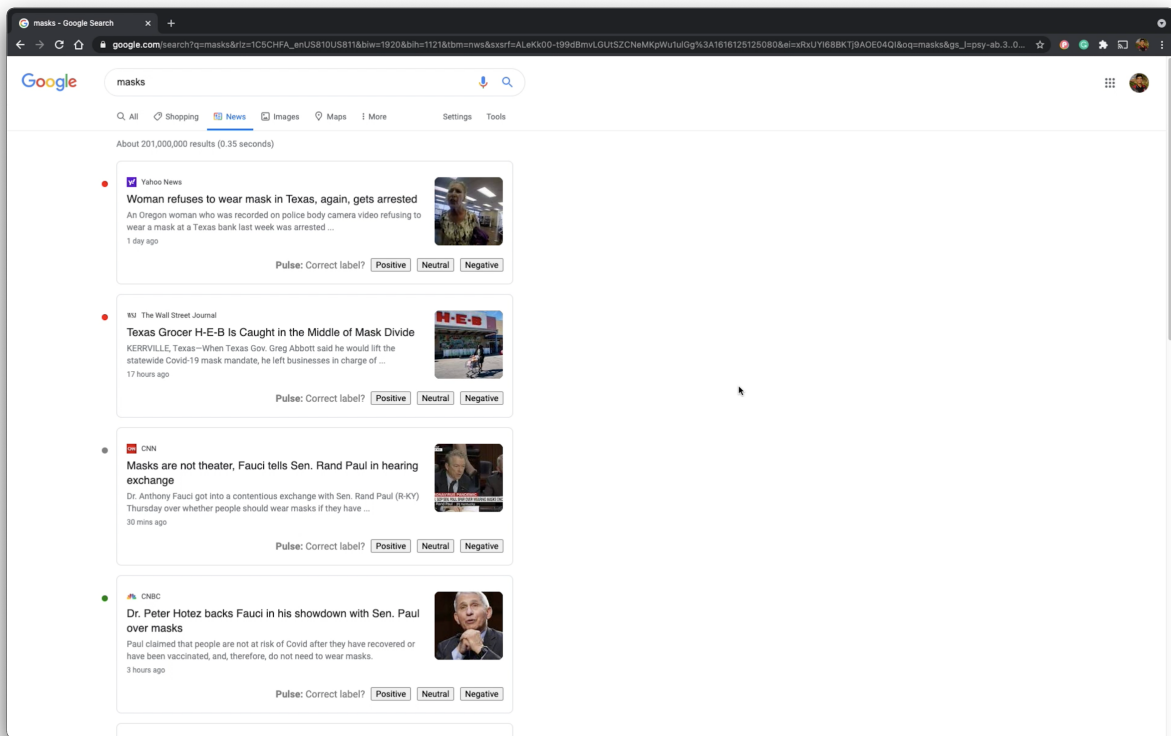 masks - Google Search
google.com/search?q=masks&rlz=1C5CHFA_enUS810US811&biw=1920&bih=1121&tbm=nws&sxsrf=ALeKk00-t99dBmvLGUtSZCNeMKpWu1ulGg%3A1616125125080&ei=xRxUYI68BKTj9AOE04QI&oq=masks&gs_l=psy-ab.3..0...
Google
masks
All Shopping News Images Maps More Settings Tools
About 201,000,000 results (0.35 seconds)
Yahoo News
Woman refuses to wear mask in Texas, again, gets arrested
An Oregon woman who was recorded on police body camera video refusing to
wear a mask at a Texas bank last week was arrested ...
1 day ago
Pulse: Correct label? Positive Neutral Negative
WSJ The Wall Street Journal
H-E-B
Texas Grocer H-E-B Is Caught in the Middle of Mask Divide
KERRVILLE, Texas—When Texas Gov. Greg Abbott said he would lift the
statewide Covid-19 mask mandate, he left businesses in charge of ...
17 hours ago
Pulse: Correct label? Positive Neutral Negative
CNN CNN
Masks are not theater, Fauci tells Sen. Rand Paul in hearing
exchange
Dr. Anthony Fauci got into a contentious exchange with Sen. Rand Paul (R-KY)
Thursday over whether people should wear masks if they have ...
30 mins ago
Pulse: Correct label? Positive Neutral Negative
CNBC
Dr. Peter Hotez backs Fauci in his showdown with Sen. Paul
over masks
Paul claimed that people are not at risk of Covid after they have recovered or
have been vaccinated, and, therefore, do not need to wear masks.
3 hours ago
Pulse: Correct label? Positive Neutral Negative